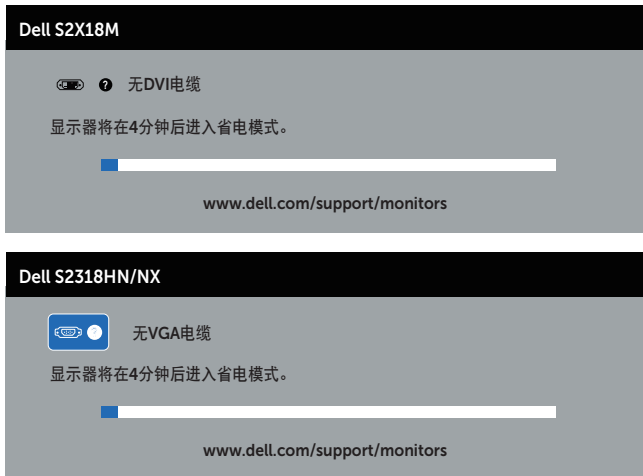 Dell S2X18M
? 无DVI电缆
显示器将在4分钟后进入省电模式。
www.dell.com/support/monitors
Dell S2318HN/NX
? 无VGA电缆
显示器将在4分钟后进入省电模式。
www.dell.com/support/monitors